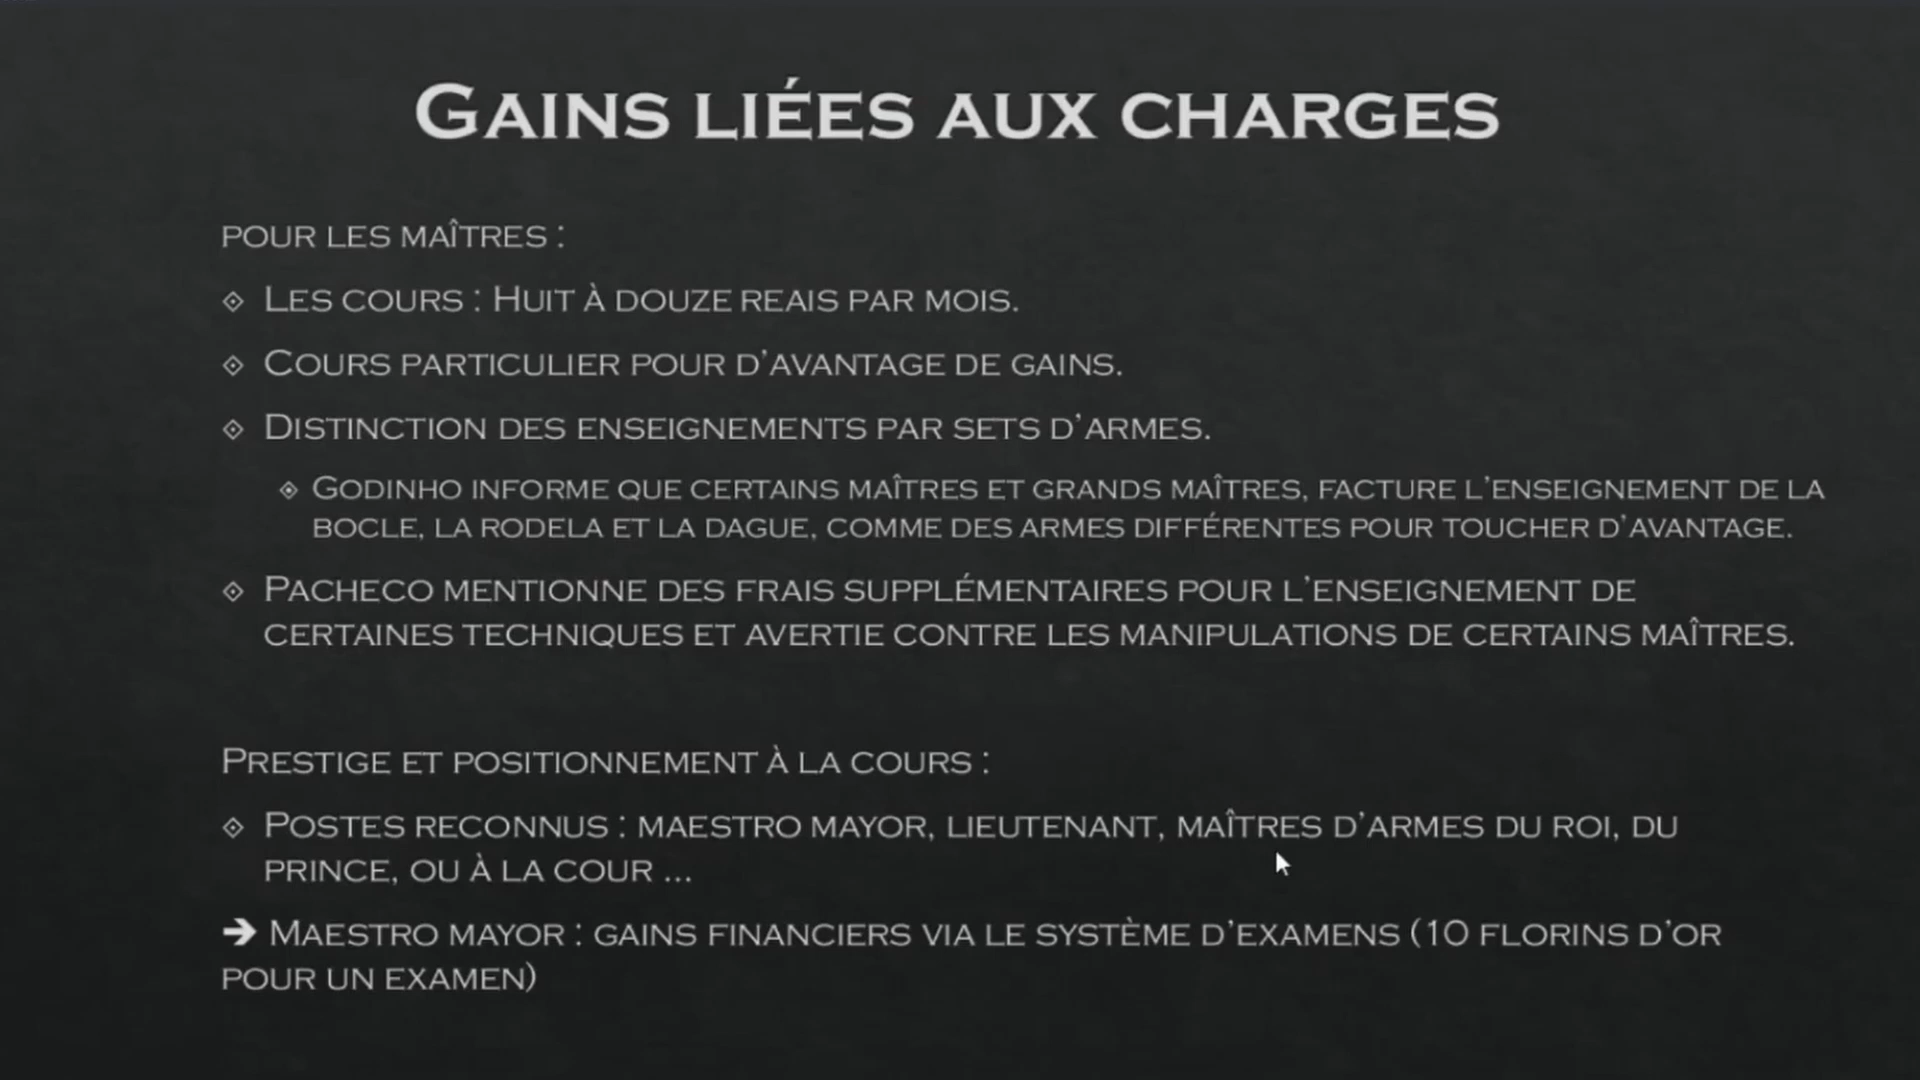 Gains liées aux charges
pour les maîtres :
Les cours : Huit à douze reais par mois.
Cours particulier pour d'avantage de gains.
Distinction des enseignements par sets d'armes.
Godinho informe que certains maîtres et grands maîtres, facture l'enseignement de la
bocle, la rodela et la dague, comme des armes différentes pour toucher d'avantage.
Pacheco mentionne des frais supplémentaires pour l'enseignement de
certaines techniques et avertie contre les manipulations de certains maîtres.
Prestige et positionnement à la cours :
Postes reconnus : maestro mayor, lieutenant, maîtres d'armes du roi, du
prince, ou à la cour ...
➔ Maestro mayor : gains financiers via le système d'examens (10 florins d'or
pour un examen)